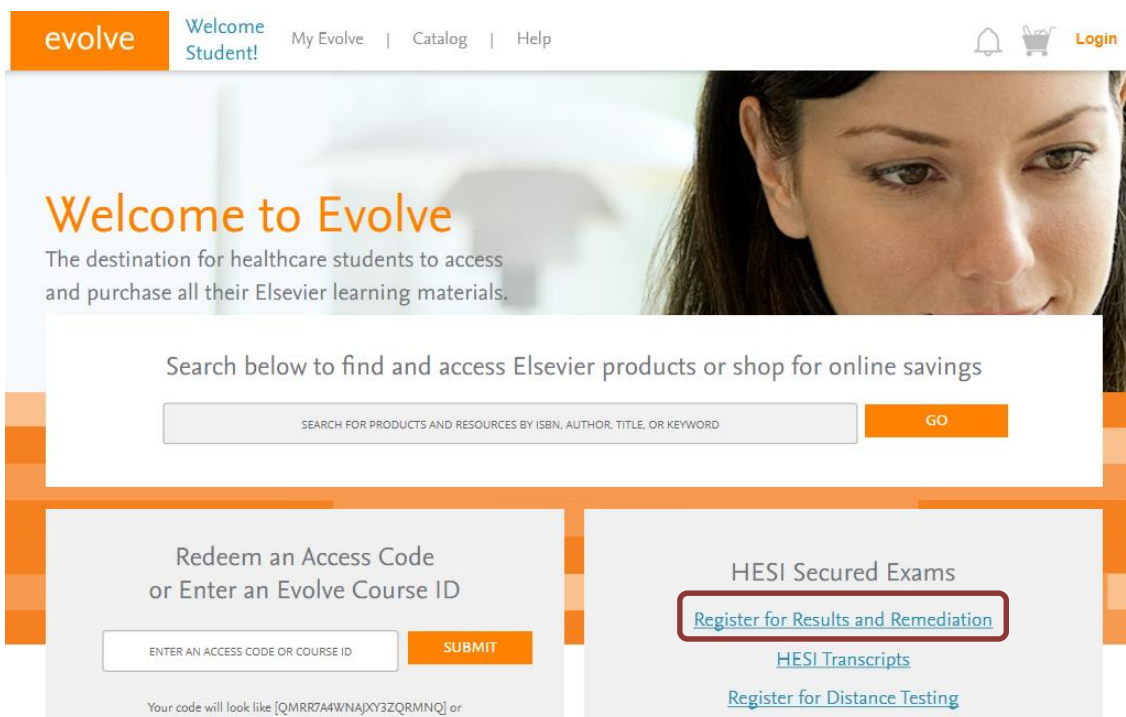 evolve
Welcome
Student!
My Evolve | Catalog | Help
Login
Welcome to Evolve
The destination for healthcare students to access
and purchase all their Elsevier learning materials.
Search below to find and access Elsevier products or shop for online savings
SEARCH FOR PRODUCTS AND RESOURCES BY ISBN, AUTHOR, TITLE, OR KEYWORD
GO
Redeem an Access Code
or Enter an Evolve Course ID
ENTER AN ACCESS CODE OR COURSE ID
SUBMIT
Your code will look like [QMRR7A4WNAJXY3ZQRMNQ] or
HESI Secured Exams
Register for Results and Remediation
HESI Transcripts
Register for Distance Testing